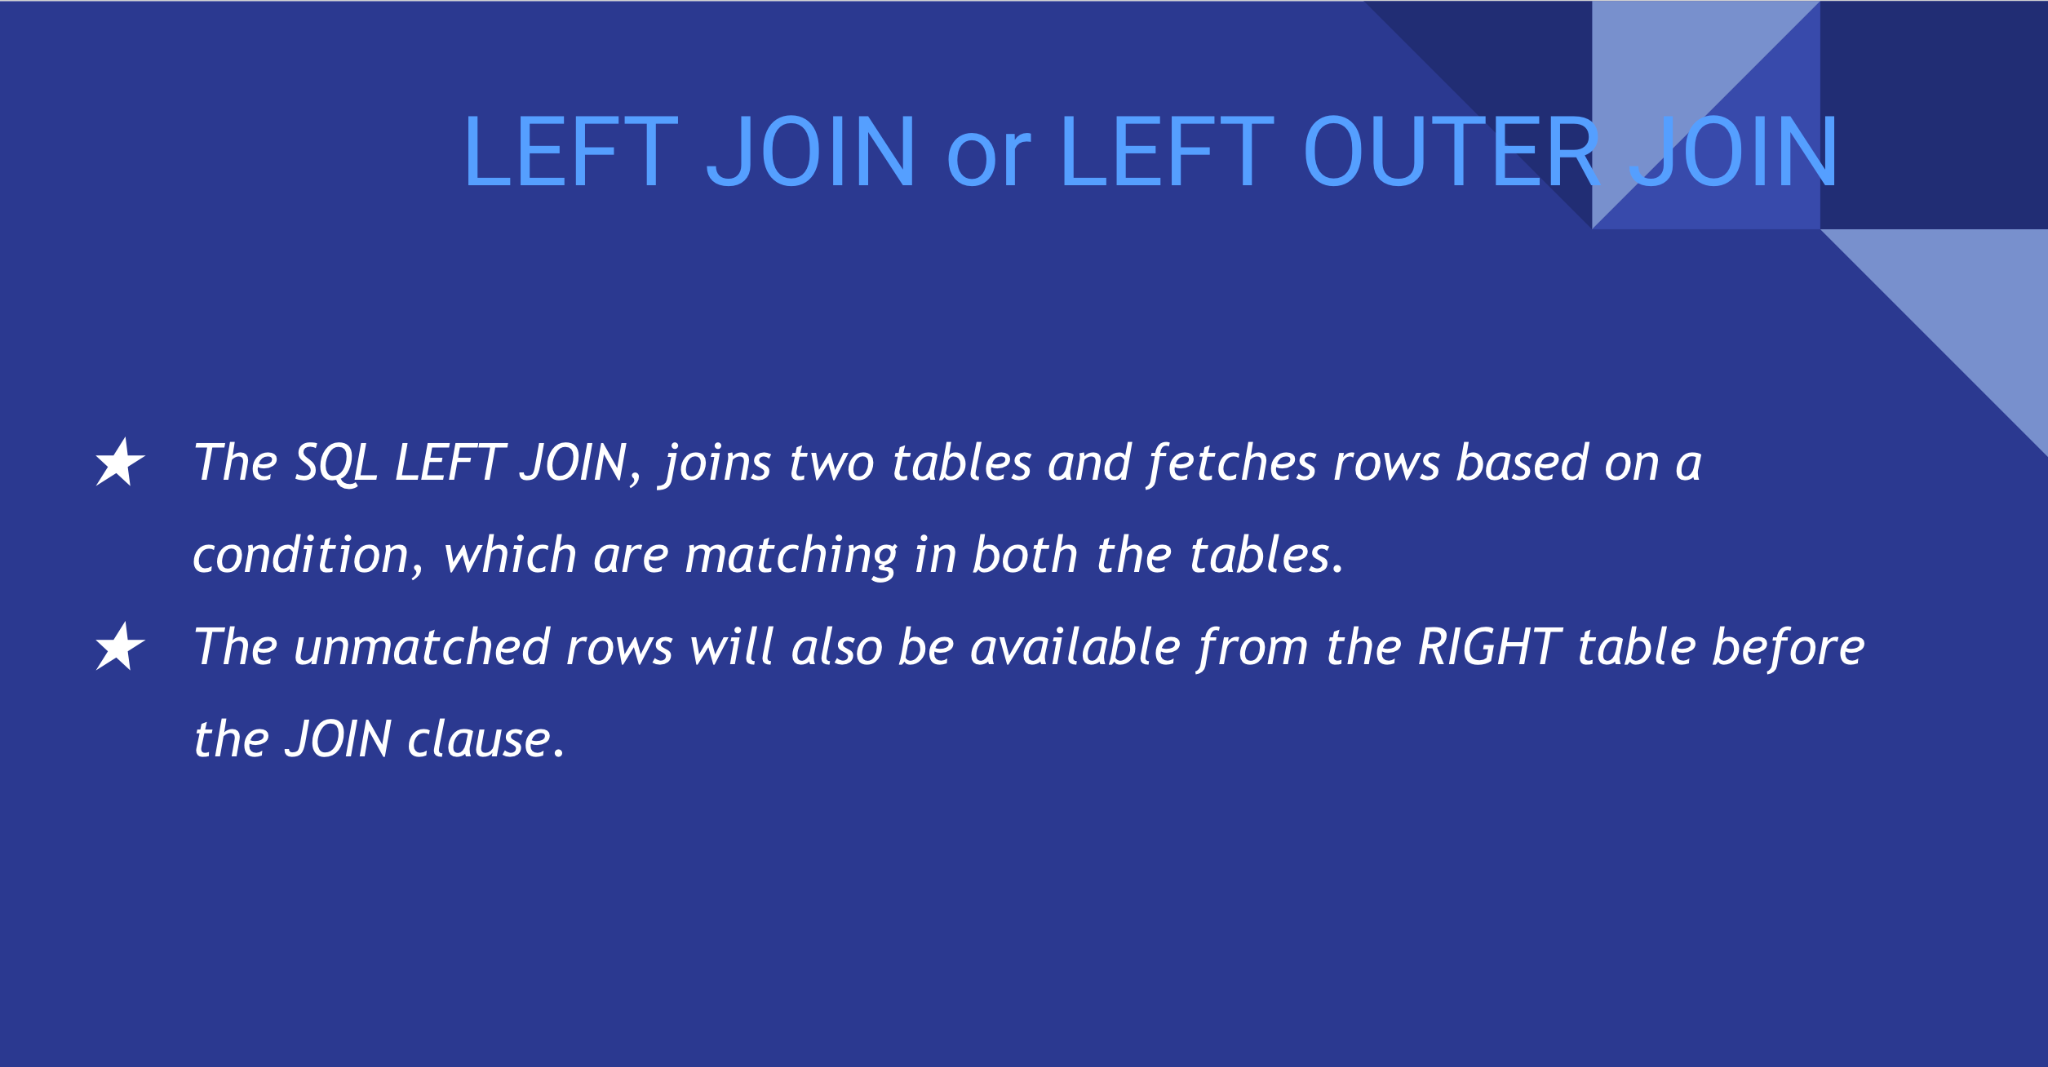 LEFT JOIN or LEFT OUTER JOIN
★ The SQL LEFT JOIN, joins two tables and fetches rows based on a
condition, which are matching in both the tables.
★ The unmatched rows will also be available from the RIGHT table before
the JOIN clause.